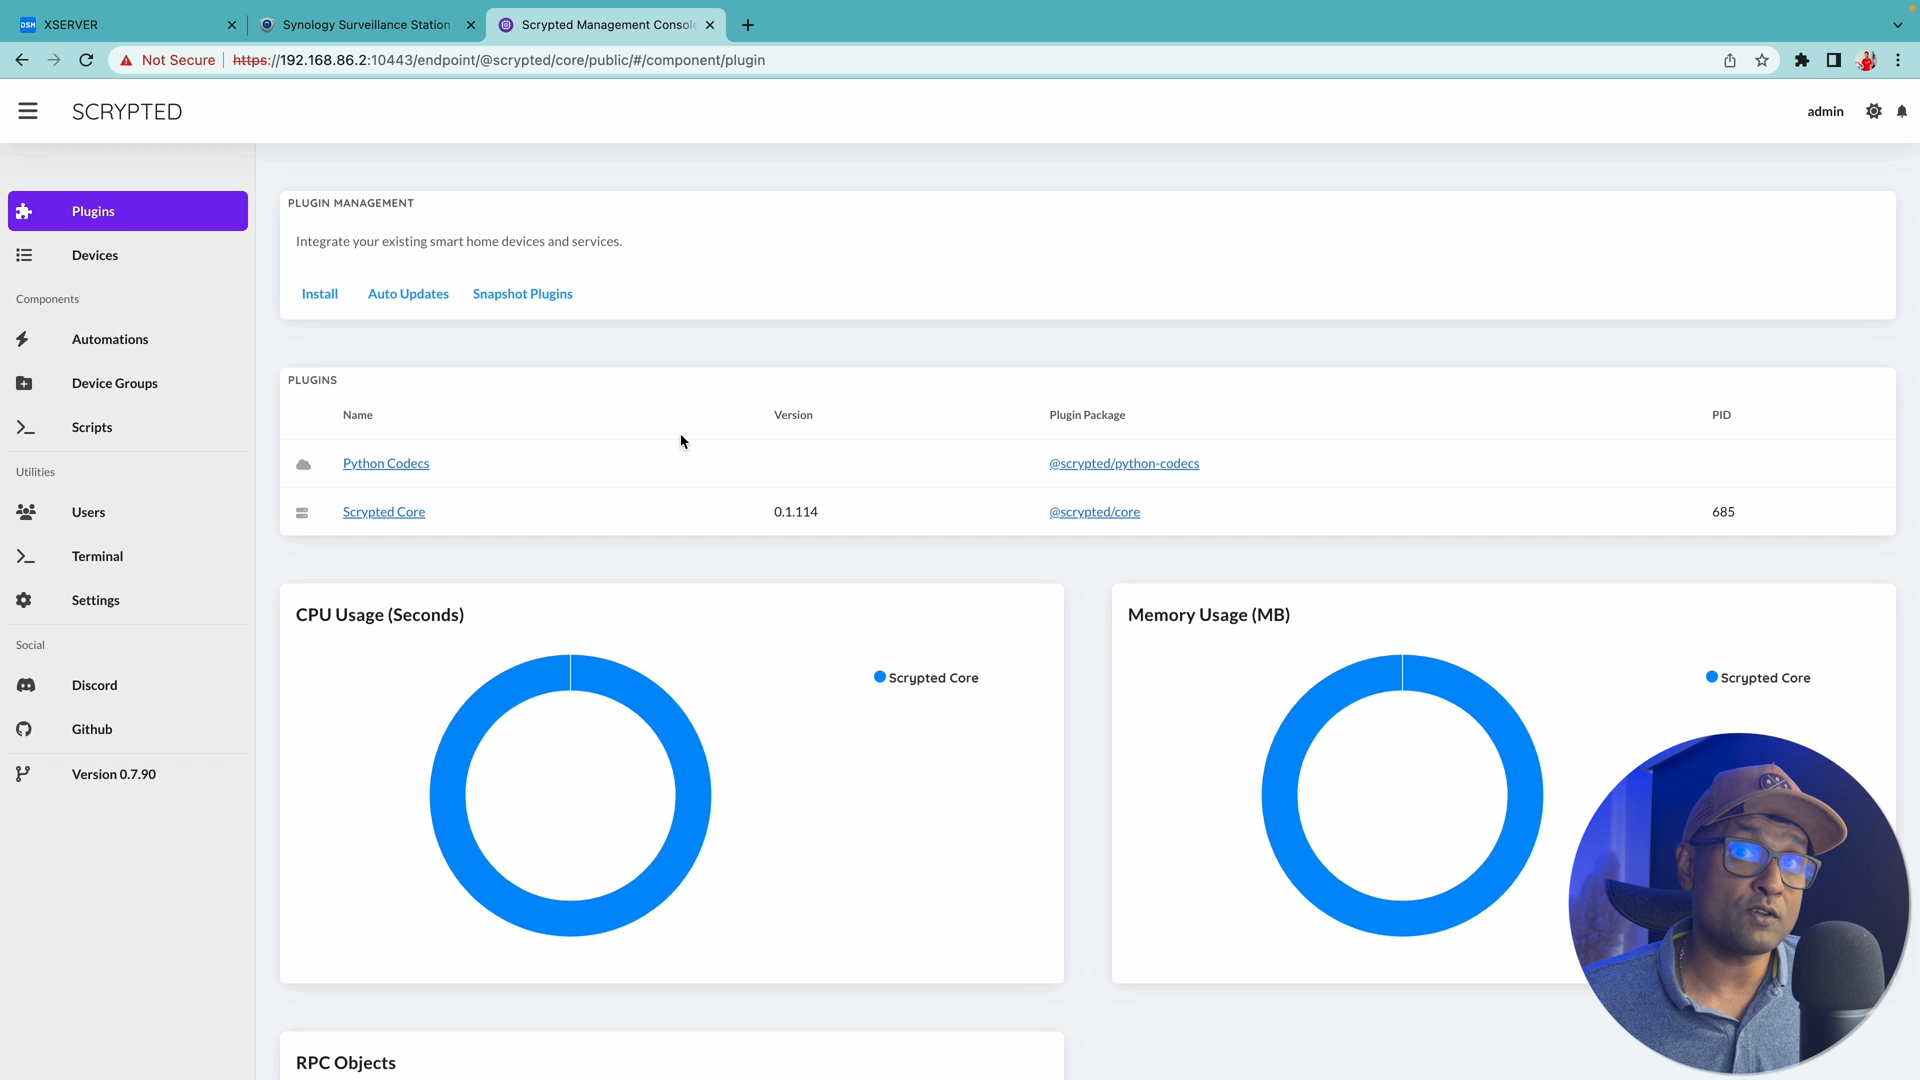 DSM XSERVER
Synology Surveillance Station
Scrypted Management Console
Not Secure https://192.168.86.2:10443/endpoint/@scrypted/core/public/#/component/plugin
SCRYPTED
admin
Plugins
Devices
Components
Automations
Device Groups
Scripts
Utilities
Users
Terminal
Settings
Social
Discord
Github
Version 0.7.90
PLUGIN MANAGEMENT
Integrate your existing smart home devices and services.
Install Auto Updates Snapshot Plugins
PLUGINS
Name Version Plugin Package PID
Python Codecs @scrypted/python-codecs
Scrypted Core 0.1.114 @scrypted/core 685
CPU Usage (Seconds)
Scrypted Core
Memory Usage (MB)
Scrypted Core
RPC Objects